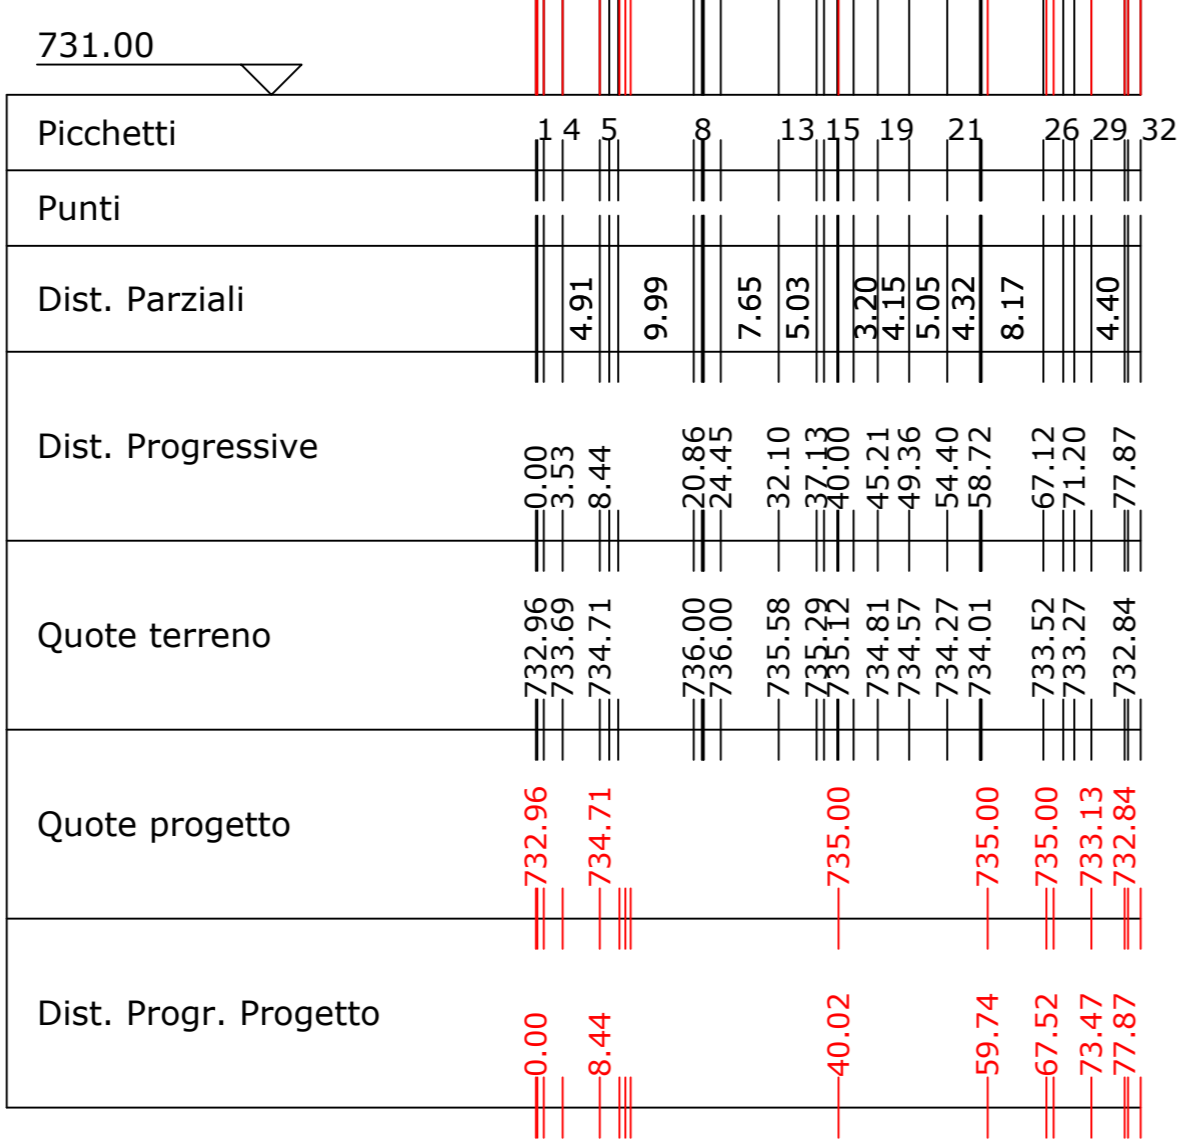 731.00
Picchetti 1 4 5 8 13 15 19 21 26 29 32
Punti
Dist. Parziali 4.91 9.99 7.65 5.03 3.20 4.15 5.05 4.32 8.17 4.40
Dist. Progressive 0.00 3.53 8.44 20.86 24.45 32.10 37.13 40.00 45.21 49.36 54.40 58.72 67.12 71.20 77.87
Quote terreno 732.96 733.69 734.71 736.00 736.00 735.58 735.29 735.12 734.81 734.57 734.27 734.01 733.52 733.27 732.84
Quote progetto 732.96 734.71 735.00 735.00 735.00 733.13 732.84
Dist. Progr. Progetto 0.00 8.44 40.02 59.74 67.52 73.47 77.87